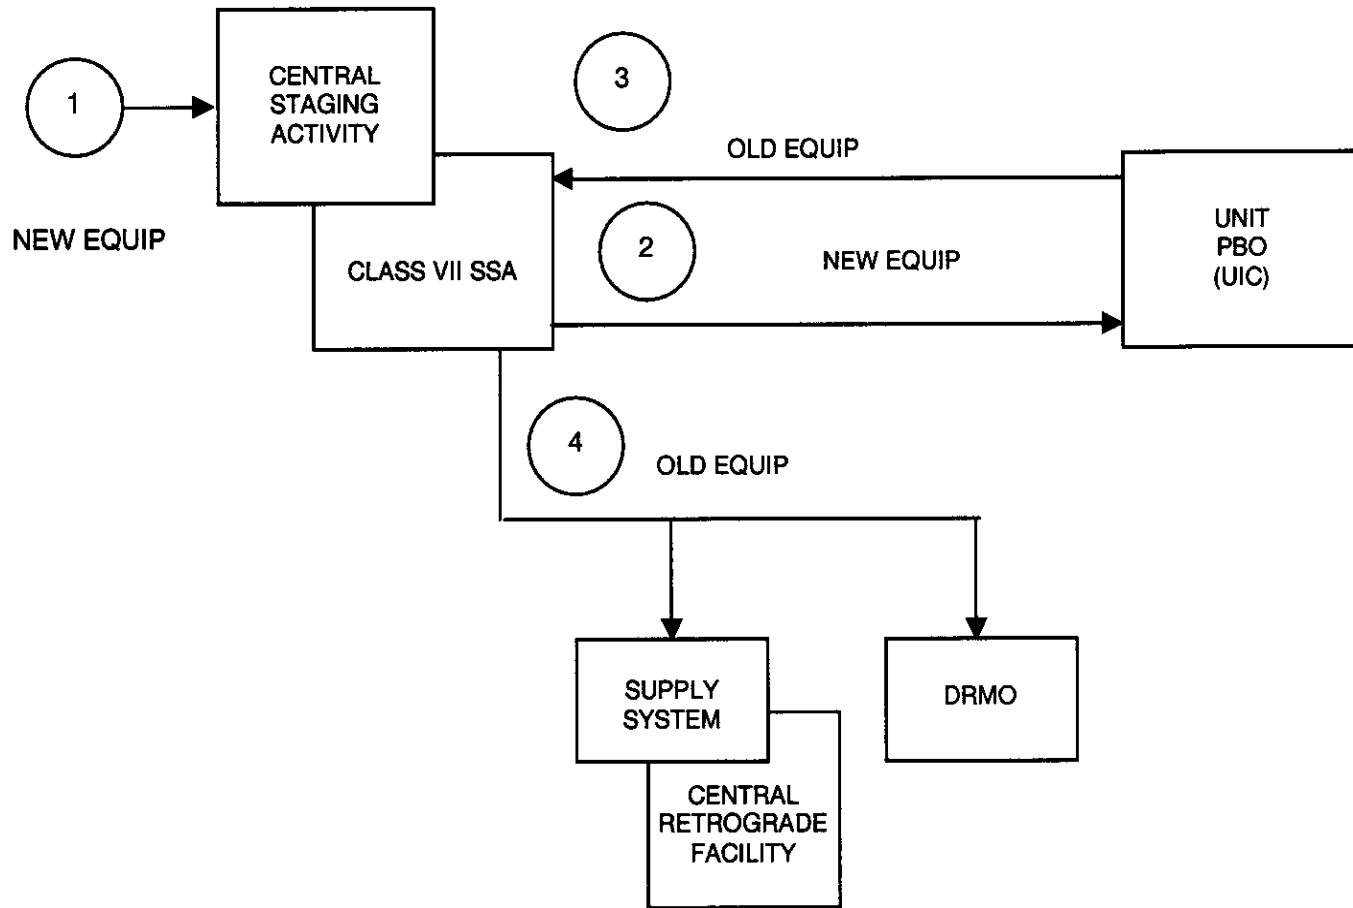 1
CENTRAL
STAGING
ACTIVITY
3
OLD EQUIP
NEW EQUIP
CLASS VII SSA
2
NEW EQUIP
UNIT
PBO
(UIC)
4
OLD EQUIP
SUPPLY
SYSTEM
DRMO
CENTRAL
RETROGRADE
FACILITY